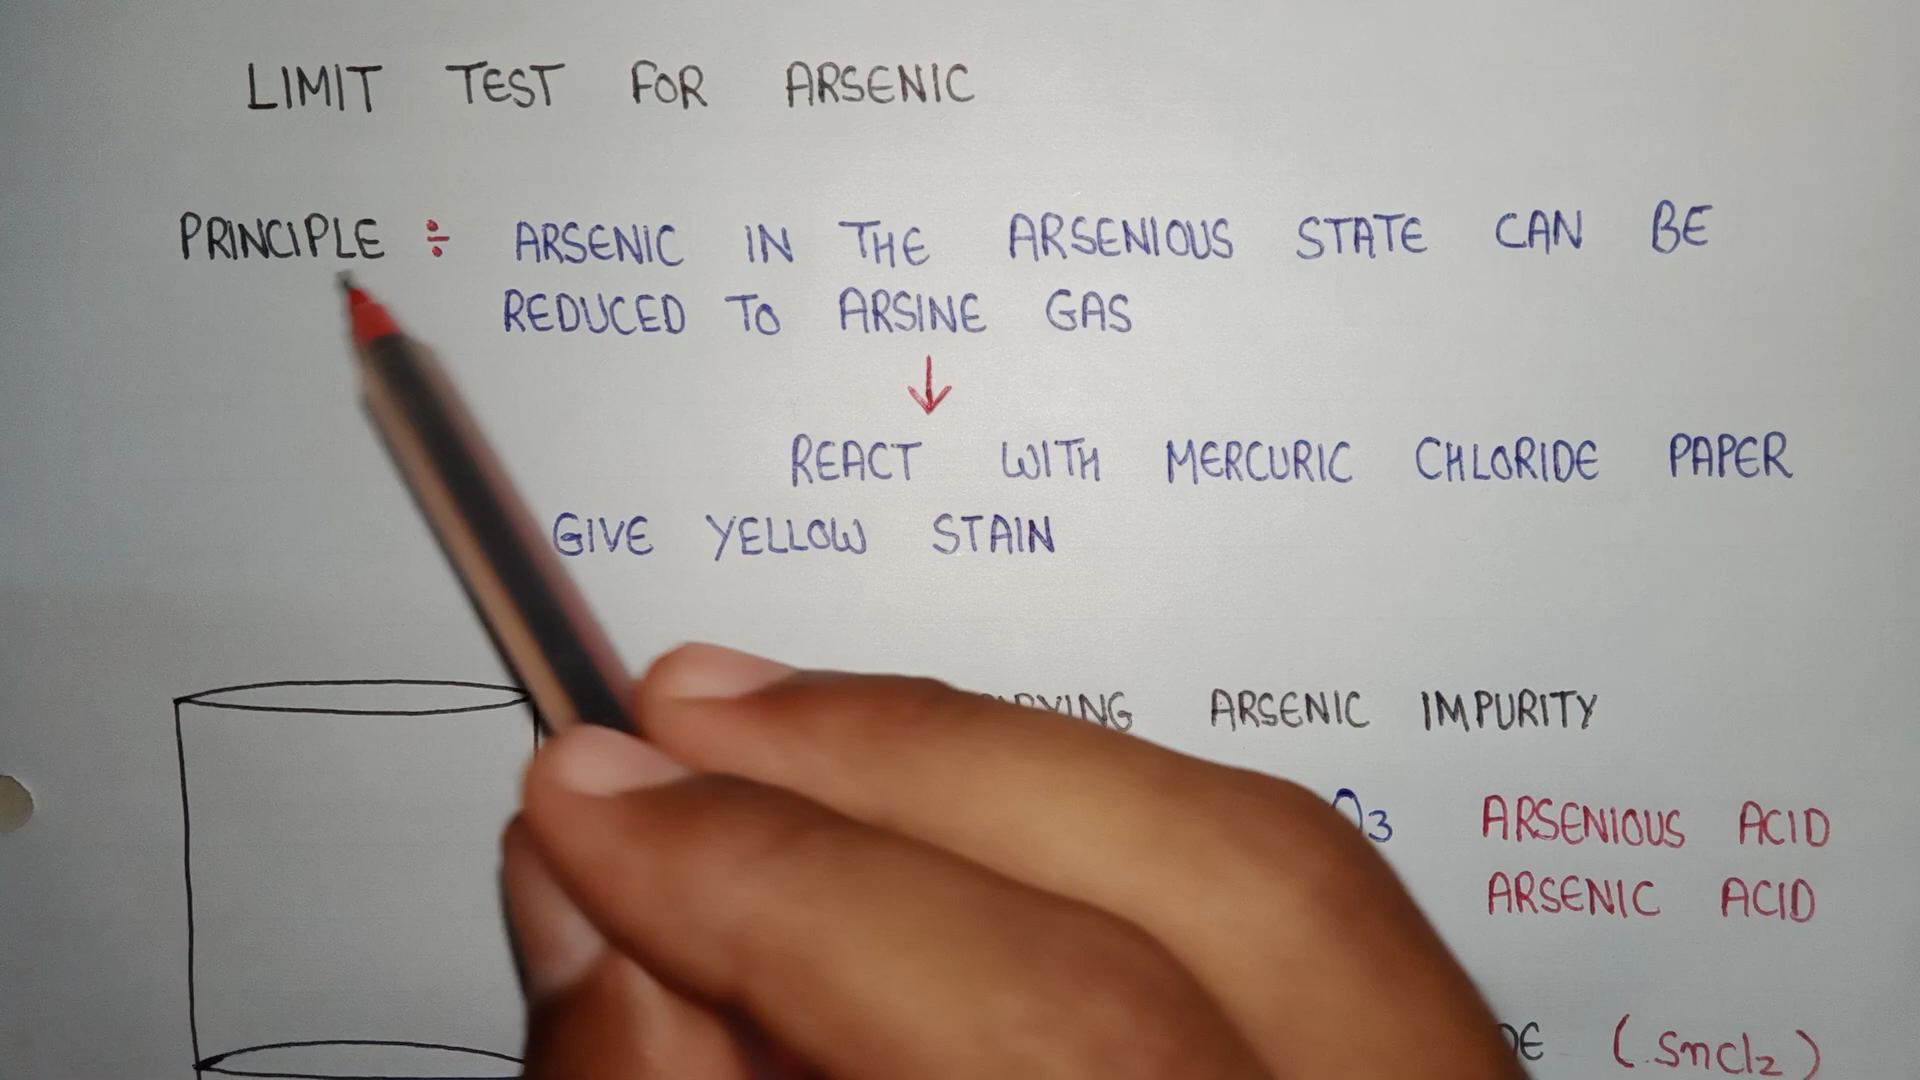 LIMIT TEST FOR ARSENIC
PRINCIPLE ÷ ARSENIC IN THE ARSENIOUS STATE CAN BE
REDUCED TO ARSINE GAS
↓
REACT WITH MERCURIC CHLORIDE PAPER
GIVE YELLOW STAIN
ARSENIC IMPURITY
O3 ARSENIOUS ACID
ARSENIC ACID
(SnCl2)